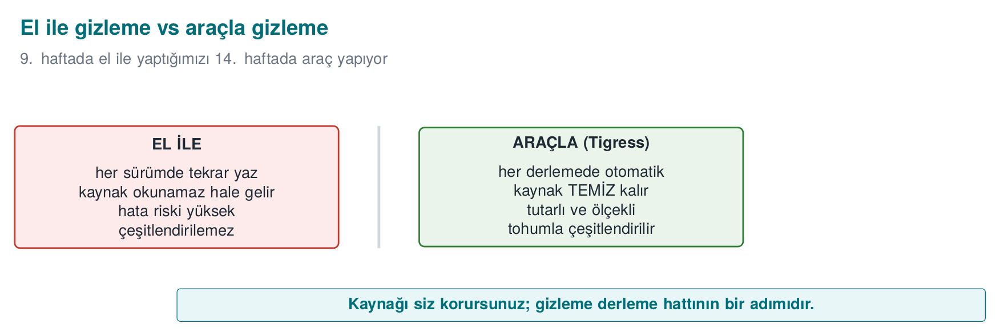 El ile gizleme vs araçla gizleme
9. haftada el ile yaptığımızı 14. haftada araç yapıyor
EL İLE
her sürümde tekrar yaz
kaynak okunamaz hale gelir
hata riski yüksek
çeşitlendirilemez
ARAÇLA (Tigress)
her derlemede otomatik
kaynak TEMİZ kalır
tutarlı ve ölçekli
tohumla çeşitlendirilir
Kaynağı siz korursunuz; gizleme derleme hattının bir adımıdır.